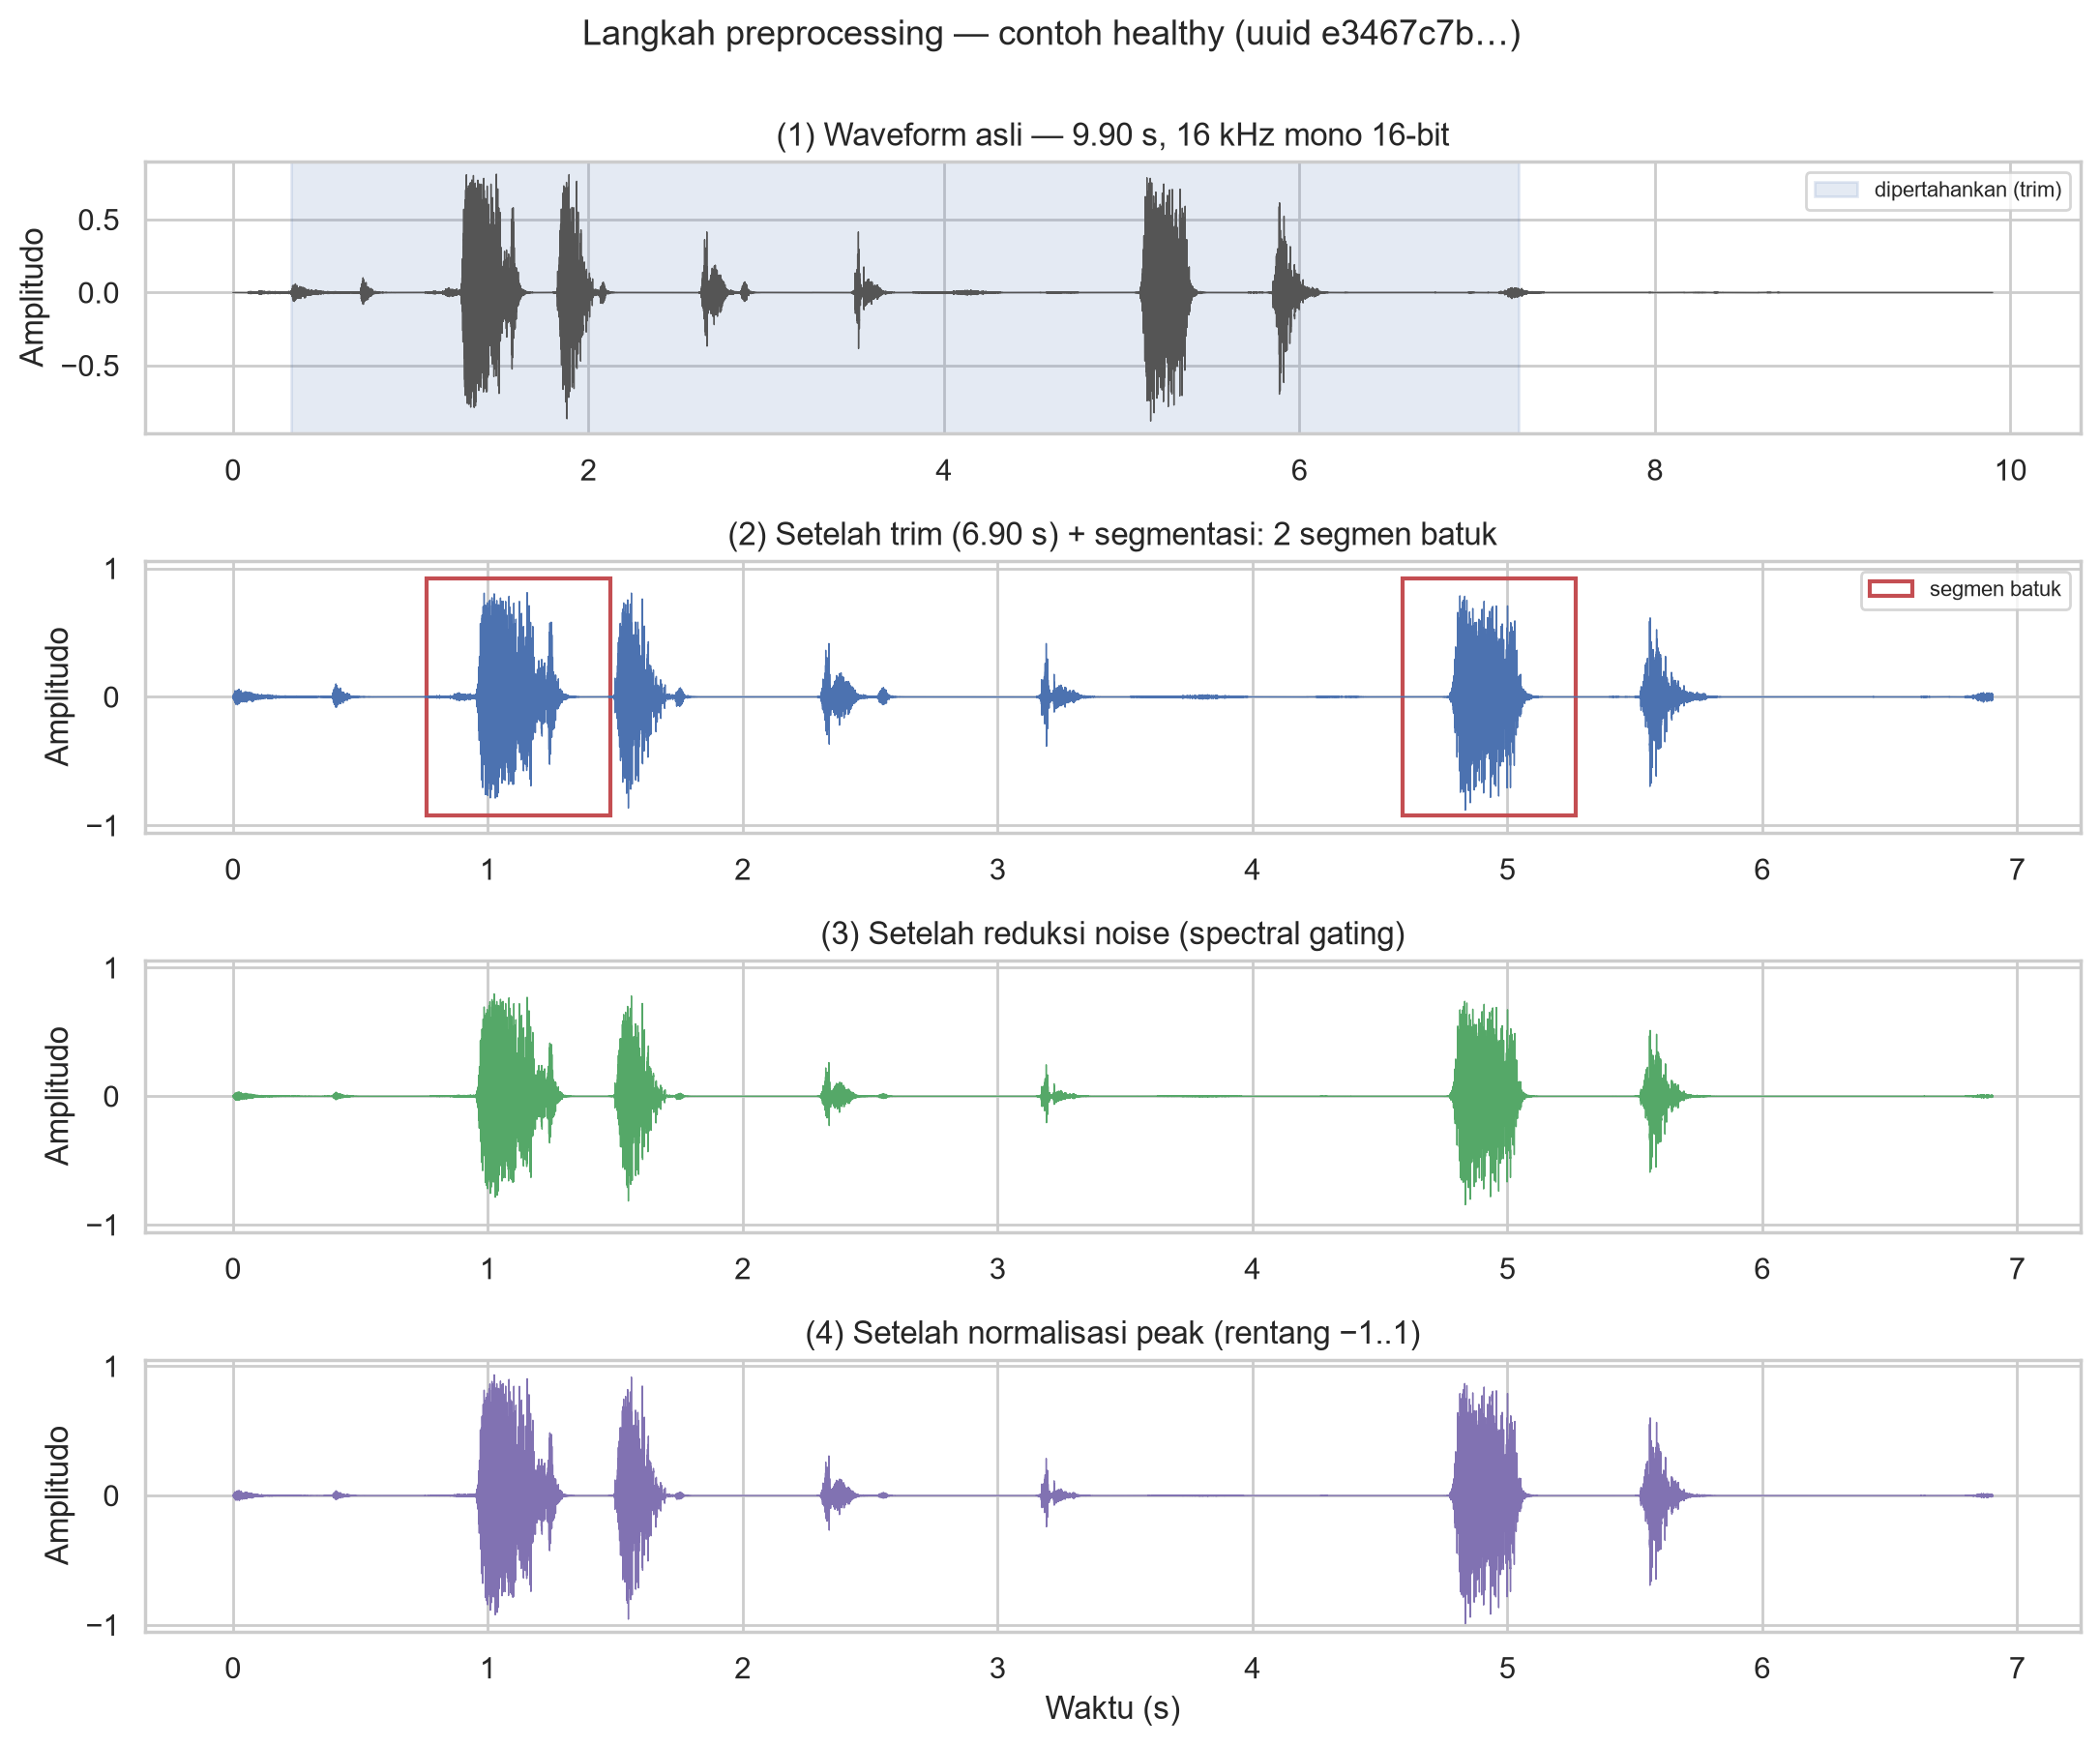 Langkah preprocessing — contoh healthy (uuid e3467c7b…)
(1) Waveform asli — 9.90 s, 16 kHz mono 16-bit
dipertahankan (trim)
Amplitudo
0.5
0.0
−0.5
0 2 4 6 8 10
(2) Setelah trim (6.90 s) + segmentasi: 2 segmen batuk
segmen batuk
Amplitudo
1
0
−1
0 1 2 3 4 5 6 7
(3) Setelah reduksi noise (spectral gating)
Amplitudo
1
0
−1
0 1 2 3 4 5 6 7
(4) Setelah normalisasi peak (rentang −1..1)
Amplitudo
1
0
−1
0 1 2 3 4 5 6 7
Waktu (s)